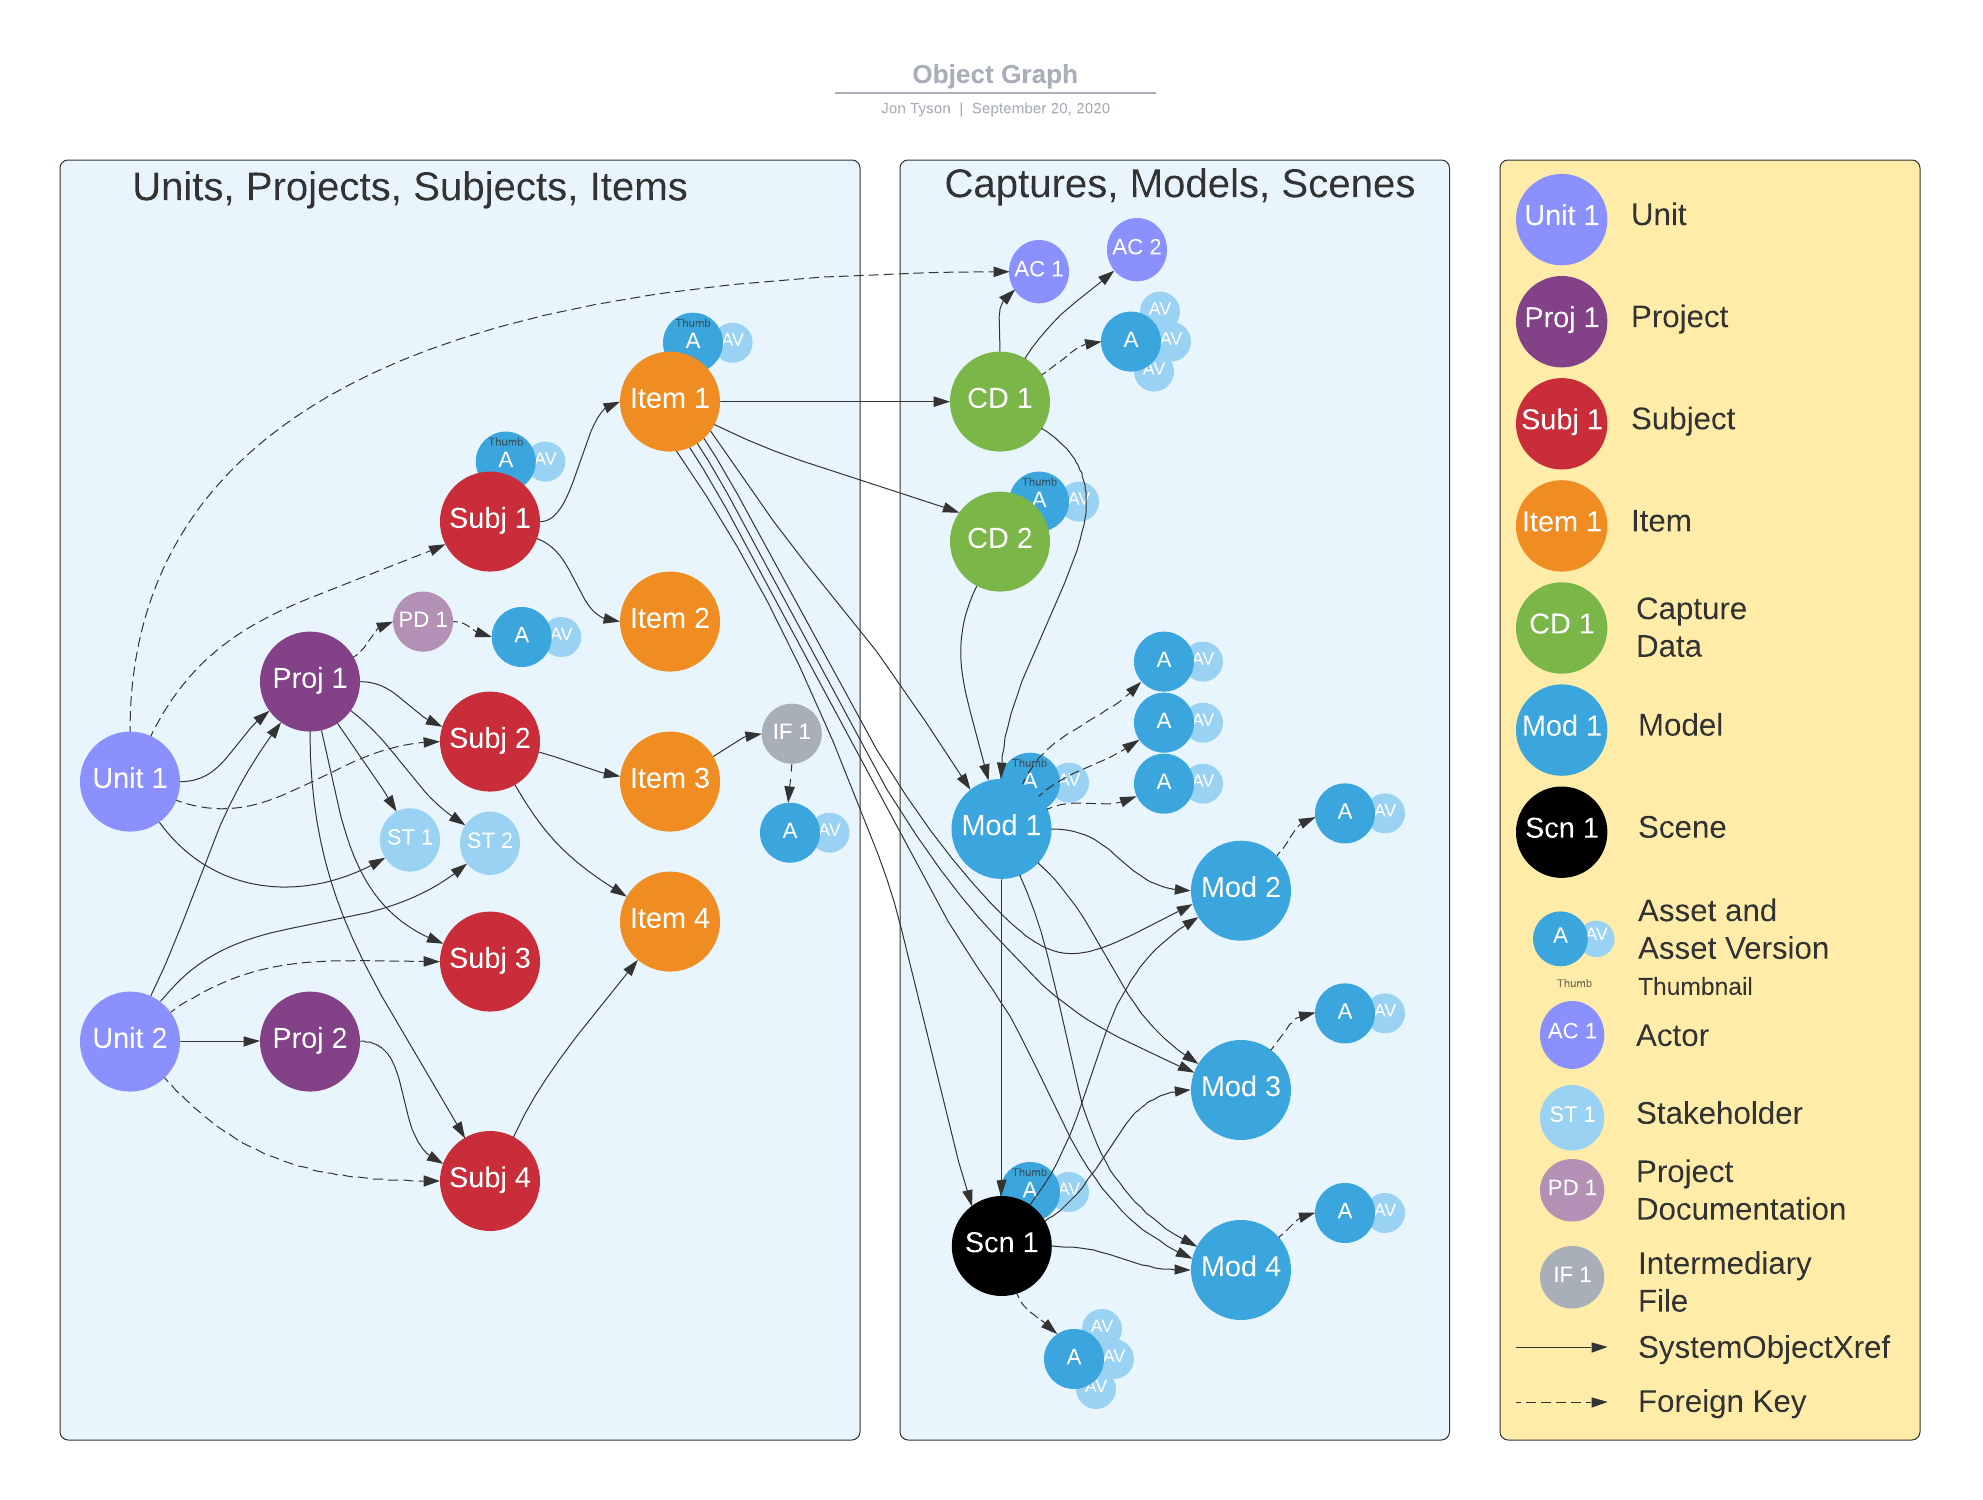 Object Graph
Jon Tyson | September 20, 2020
Units, Projects, Subjects, Items
Captures, Models, Scenes
AC 2
AC 1
AV
A
AV
AV
Thumb
A
AV
Item 1
CD 1
Thumb
A
AV
Subj 1
Thumb
A
AV
CD 2
PD 1
A
AV
Item 2
Proj 1
Subj 2
IF 1
Unit 1
Item 3
A
AV
ST 1
ST 2
Item 4
Subj 3
Unit 2
Proj 2
Subj 4
A
AV
A
AV
A
AV
Thumb
A
AV
Mod 1
A
AV
Mod 2
A
AV
Mod 3
Thumb
A
AV
Scn 1
A
AV
Mod 4
AV
A
AV
AV
Unit 1
Unit
Proj 1
Project
Subj 1
Subject
Item 1
Item
CD 1
Capture
Data
Mod 1
Model
Scn 1
Scene
A
AV
Asset and
Asset Version
Thumb
Thumbnail
AC 1
Actor
ST 1
Stakeholder
PD 1
Project
Documentation
IF 1
Intermediary
File
SystemObjectXref
Foreign Key